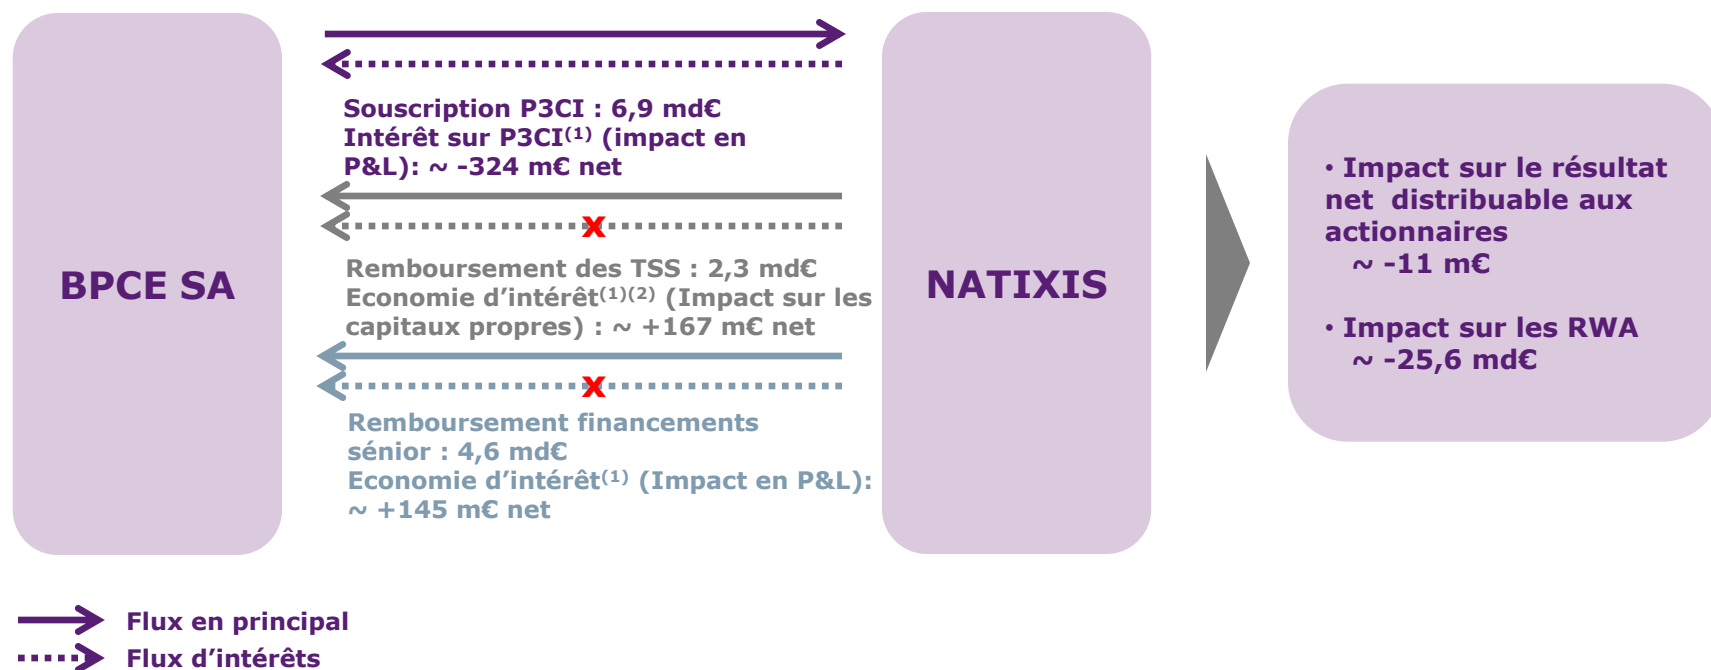 BPCE SA
Souscription P3CI : 6,9 md€
Intérêt sur P3CI(1) (impact en
P&L): ~ -324 m€ net
x
Remboursement des TSS : 2,3 md€
Economie d’intérêt(1)(2) (Impact sur les
capitaux propres) : ~ +167 m€ net
x
Remboursement financements
sénior : 4,6 md€
Economie d’intérêt(1) (Impact en P&L):
~ +145 m€ net
NATIXIS
• Impact sur le résultat
net distribuable aux
actionnaires
~ -11 m€
• Impact sur les RWA
~ -25,6 md€
Flux en principal
Flux d’intérêts